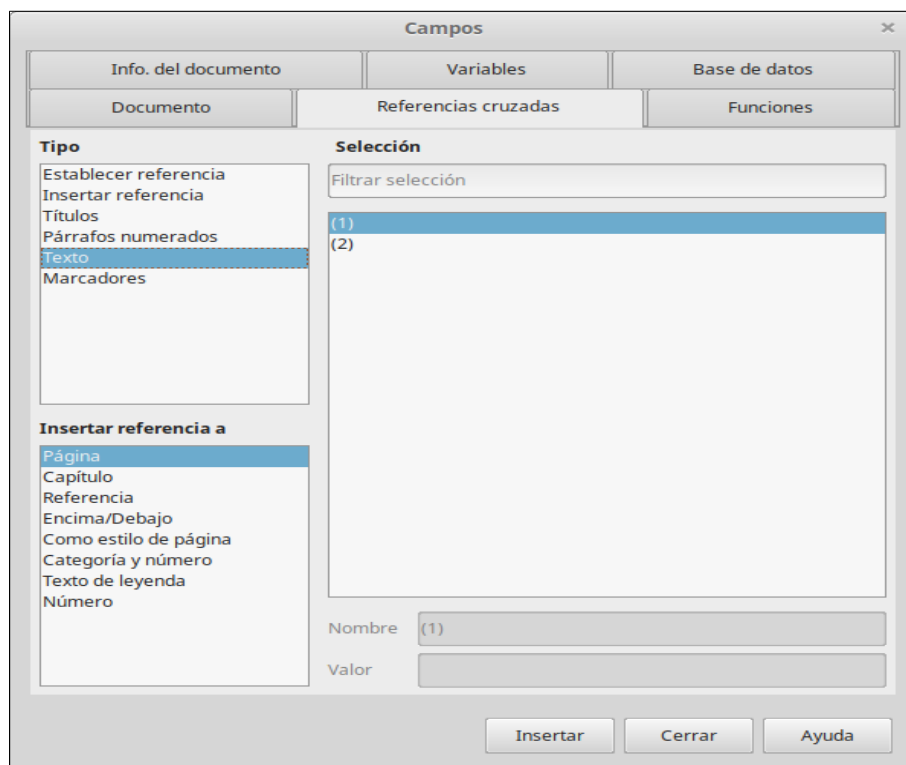 Campos
Info. del documento
Variables
Base de datos
Documento
Referencias cruzadas
Funciones
Tipo
Establecer referencia
Insertar referencia
Títulos
Párrafos numerados
Texto
Marcadores
Selección
Filtrar selección
(1)
(2)
Insertar referencia a
Página
Capítulo
Referencia
Encima/Debajo
Como estilo de página
Categoría y número
Texto de leyenda
Número
Nombre
(1)
Valor
Insertar
Cerrar
Ayuda